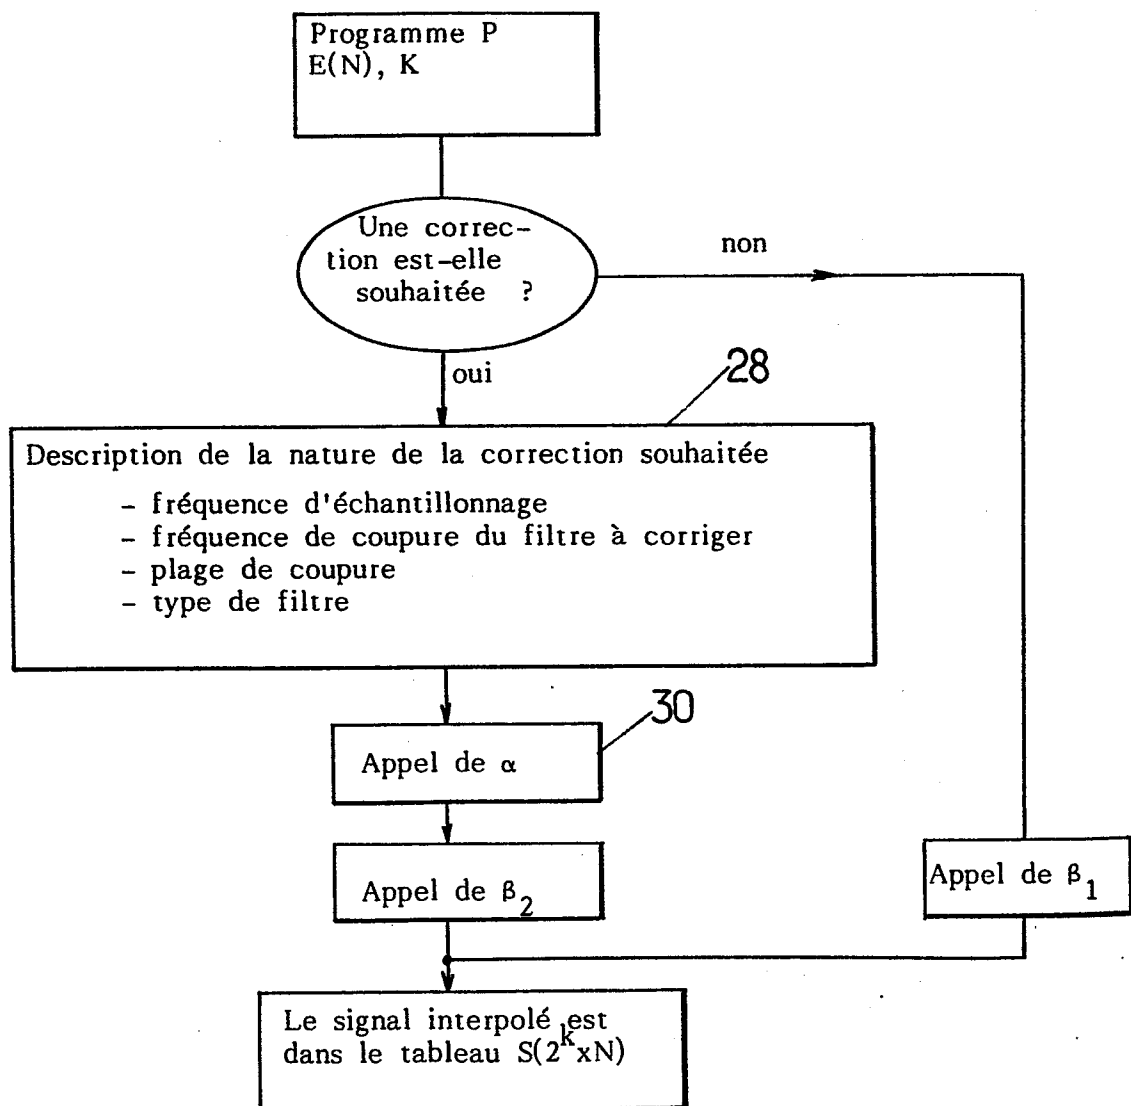 Programme P
E(N), K
Une correc-
tion est-elle
souhaitée ?
non
oui
28
Description de la nature de la correction souhaitée
- fréquence d'échantillonnage
- fréquence de coupure du filtre à corriger
- plage de coupure
- type de filtre
30
Appel de α
Appel de β₂
Appel de β₁
Le signal interpolé est
dans le tableau S(2ᵏxN)